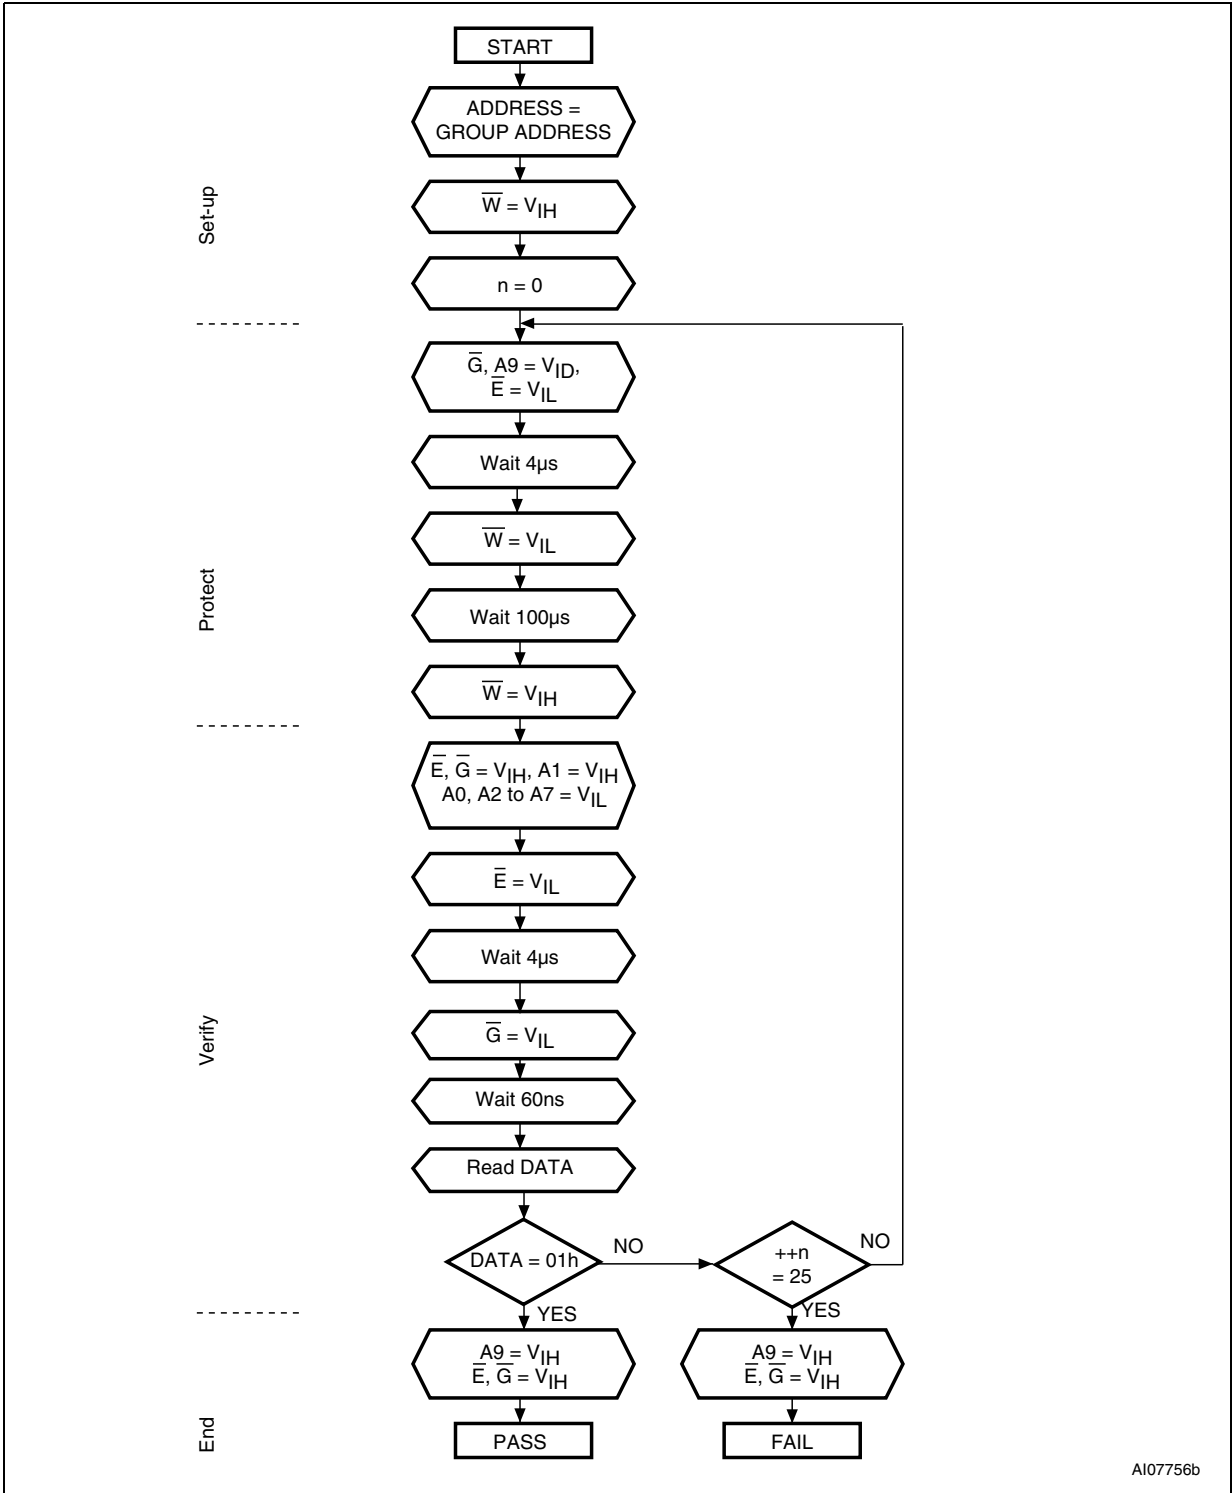 START
ADDRESS =
GROUP ADDRESS
Set-up
W̅ = VIH
n = 0
G̅, A9 = VID,
E̅ = VIL
Wait 4µs
W̅ = VIL
Protect
Wait 100µs
W̅ = VIH
E̅, G̅ = VIH, A1 = VIH
A0, A2 to A7 = VIL
E̅ = VIL
Wait 4µs
Verify
G̅ = VIL
Wait 60ns
Read DATA
DATA = 01h
NO
++n
= 25
NO
YES
YES
A9 = VIH
E̅, G̅ = VIH
A9 = VIH
E̅, G̅ = VIH
End
PASS
FAIL
AI07756b